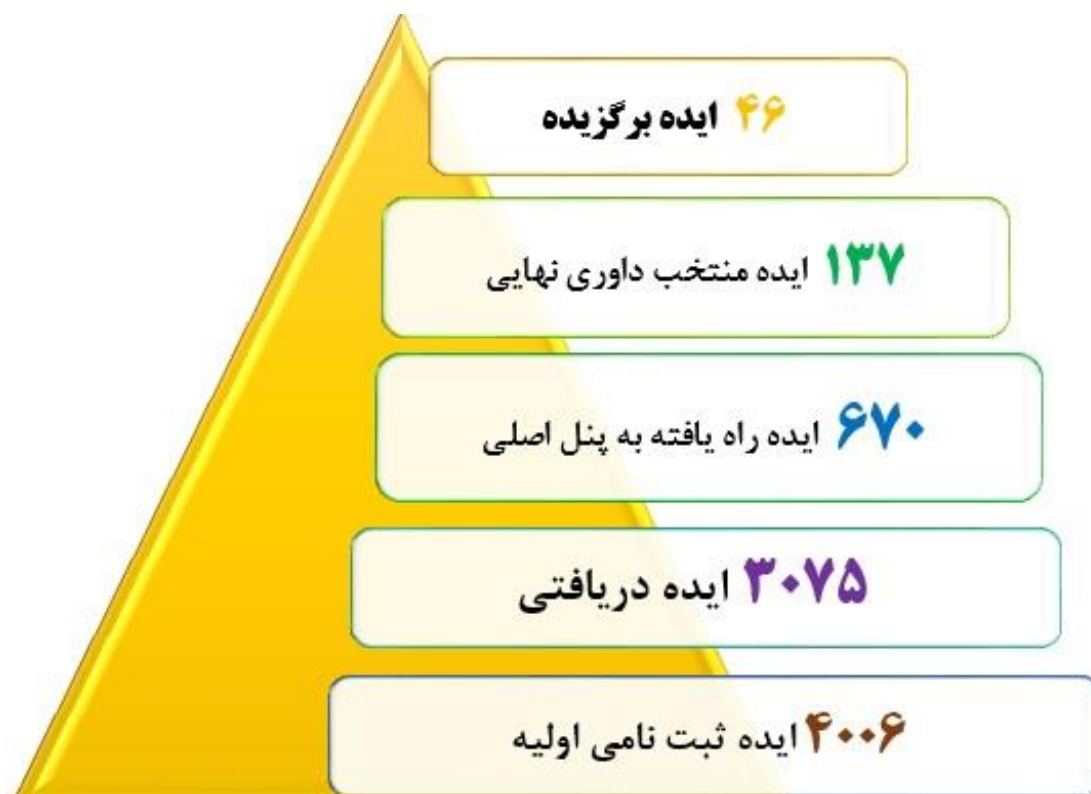 ۴۶ ایده برگزیده
۱۳۷ ایده منتخب داوری نهایی
۶۷۰ ایده راه یافته به پنل اصلی
۳۰۷۵ ایده دریافتی
۴۰۰۶ ایده ثبت نامی اولیه